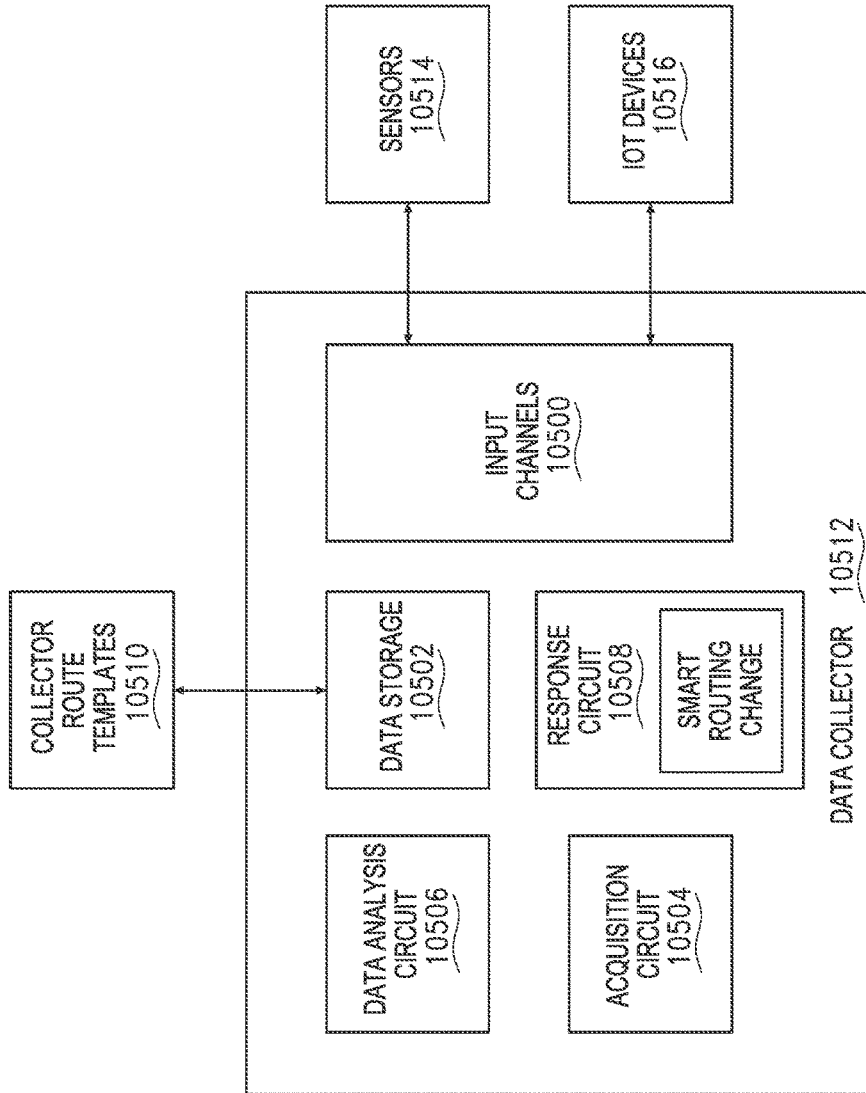 COLLECTOR
ROUTE
TEMPLATES
10510
DATA ANALYSIS
CIRCUIT
10506
DATA STORAGE
10502
INPUT
CHANNELS
10500
SENSORS
10514
ACQUISITION
CIRCUIT
10504
RESPONSE
CIRCUIT
10508
SMART
ROUTING
CHANGE
IOT DEVICES
10516
DATA COLLECTOR 10512